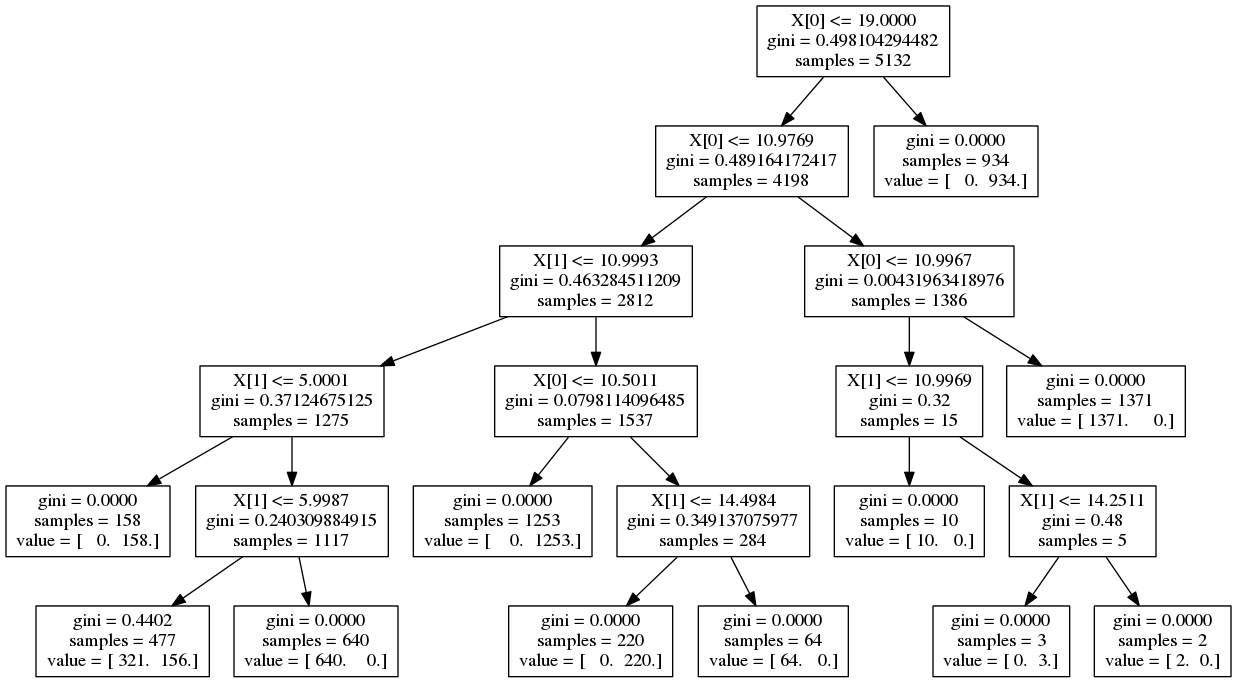 X[0] <= 19.0000
gini = 0.498104294482
samples = 5132
X[0] <= 10.9769
gini = 0.489164172417
samples = 4198
gini = 0.0000
samples = 934
value = [   0.  934.]
X[1] <= 10.9993
gini = 0.463284511209
samples = 2812
X[0] <= 10.9967
gini = 0.00431963418976
samples = 1386
X[1] <= 5.0001
gini = 0.37124675125
samples = 1275
X[0] <= 10.5011
gini = 0.0798114096485
samples = 1537
X[1] <= 10.9969
gini = 0.32
samples = 15
gini = 0.0000
samples = 1371
value = [ 1371.     0.]
gini = 0.0000
samples = 158
value = [   0.  158.]
X[1] <= 5.9987
gini = 0.240309884915
samples = 1117
gini = 0.0000
samples = 1253
value = [    0.  1253.]
X[1] <= 14.4984
gini = 0.349137075977
samples = 284
gini = 0.0000
samples = 10
value = [ 10.   0.]
X[1] <= 14.2511
gini = 0.48
samples = 5
gini = 0.4402
samples = 477
value = [ 321.  156.]
gini = 0.0000
samples = 640
value = [ 640.    0.]
gini = 0.0000
samples = 220
value = [   0.  220.]
gini = 0.0000
samples = 64
value = [ 64.   0.]
gini = 0.0000
samples = 3
value = [ 0.  3.]
gini = 0.0000
samples = 2
value = [ 2.  0.]